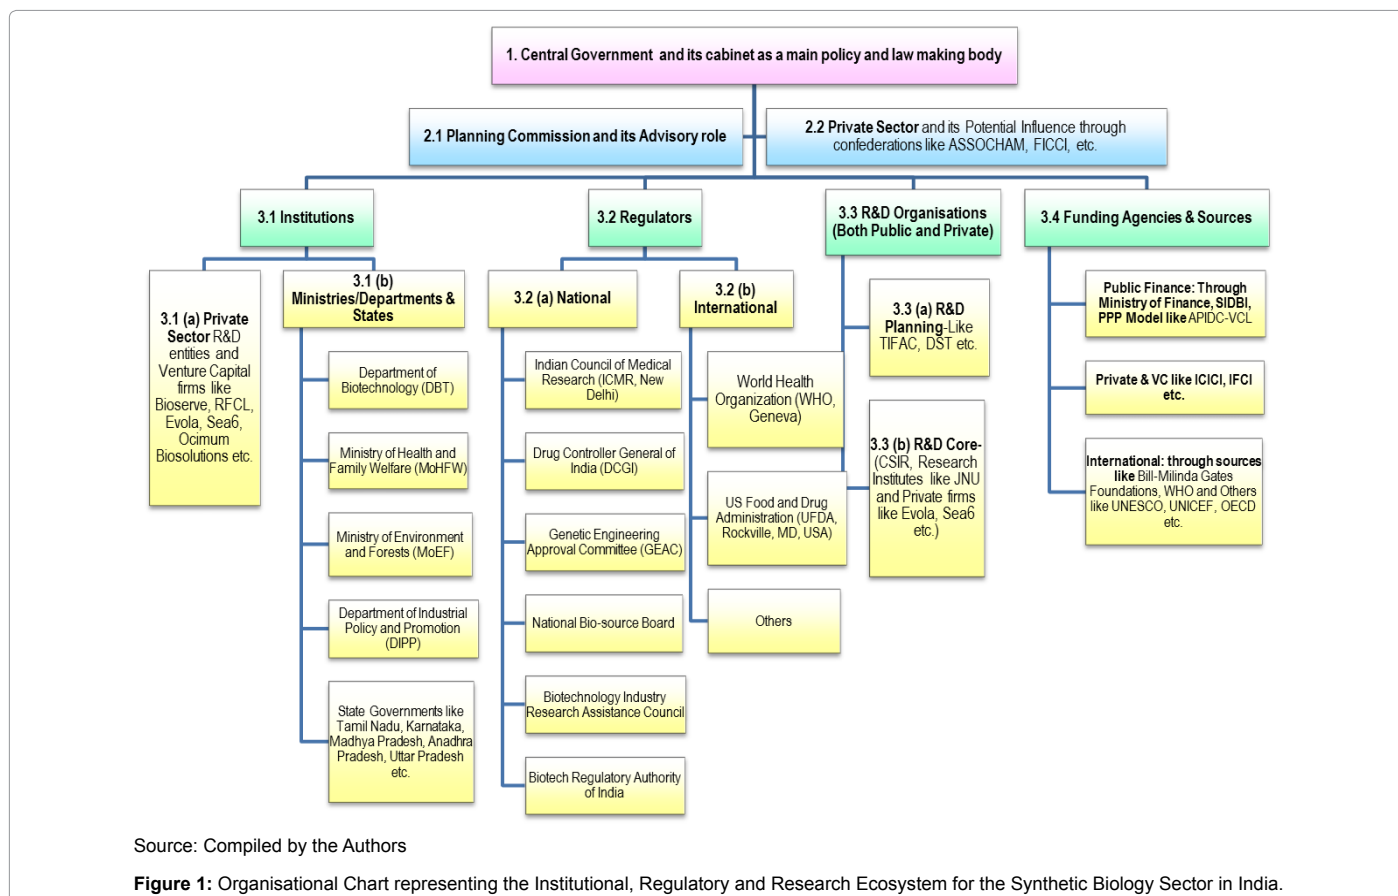 1. Central Government and its cabinet as a main policy and law making body
2.1 Planning Commission and its Advisory role
2.2 Private Sector and its Potential Influence through
confederations like ASSOCHAM, FICCI, etc.
3.1 Institutions
3.2 Regulators
3.3 R&D Organisations
(Both Public and Private)
3.4 Funding Agencies & Sources
3.1 (a) Private
Sector R&D
entities and
Venture Capital
firms like
Bioserve, RFCL,
Evola, Sea6,
Ocimum
Biosolutions etc.
3.1 (b)
Ministries/Departments &
States
Department of
Biotechnology (DBT)
Ministry of Health and
Family Welfare (MoHFW)
Ministry of Environment
and Forests (MoEF)
Department of Industrial
Policy and Promotion
(DIPP)
State Governments like
Tamil Nadu, Karnataka,
Madhya Pradesh, Anadhra
Pradesh, Uttar Pradesh
etc.
3.2 (a) National
Indian Council of Medical
Research (ICMR, New
Delhi)
Drug Controller General of
India (DCGI)
Genetic Engineering
Approval Committee (GEAC)
National Bio-source Board
Biotechnology Industry
Research Assistance Council
Biotech Regulatory Authority
of India
3.2 (b)
International
World Health
Organization (WHO,
Geneva)
US Food and Drug
Administration (UFDA,
Rockville, MD, USA)
Others
3.3 (a) R&D
Planning-Like
TIFAC, DST etc.
3.3 (b) R&D Core-
(CSIR, Research
Institutes like JNU
and Private firms
like Evola, Sea6
etc.)
Public Finance: Through
Ministry of Finance, SIDBI,
PPP Model like APIDC-VCL
Private & VC like ICICI, IFCI
etc.
International: through sources
like Bill-Milinda Gates
Foundations, WHO and Others
like UNESCO, UNICEF, OECD
etc.
Source: Compiled by the Authors
Figure 1: Organisational Chart representing the Institutional, Regulatory and Research Ecosystem for the Synthetic Biology Sector in India.